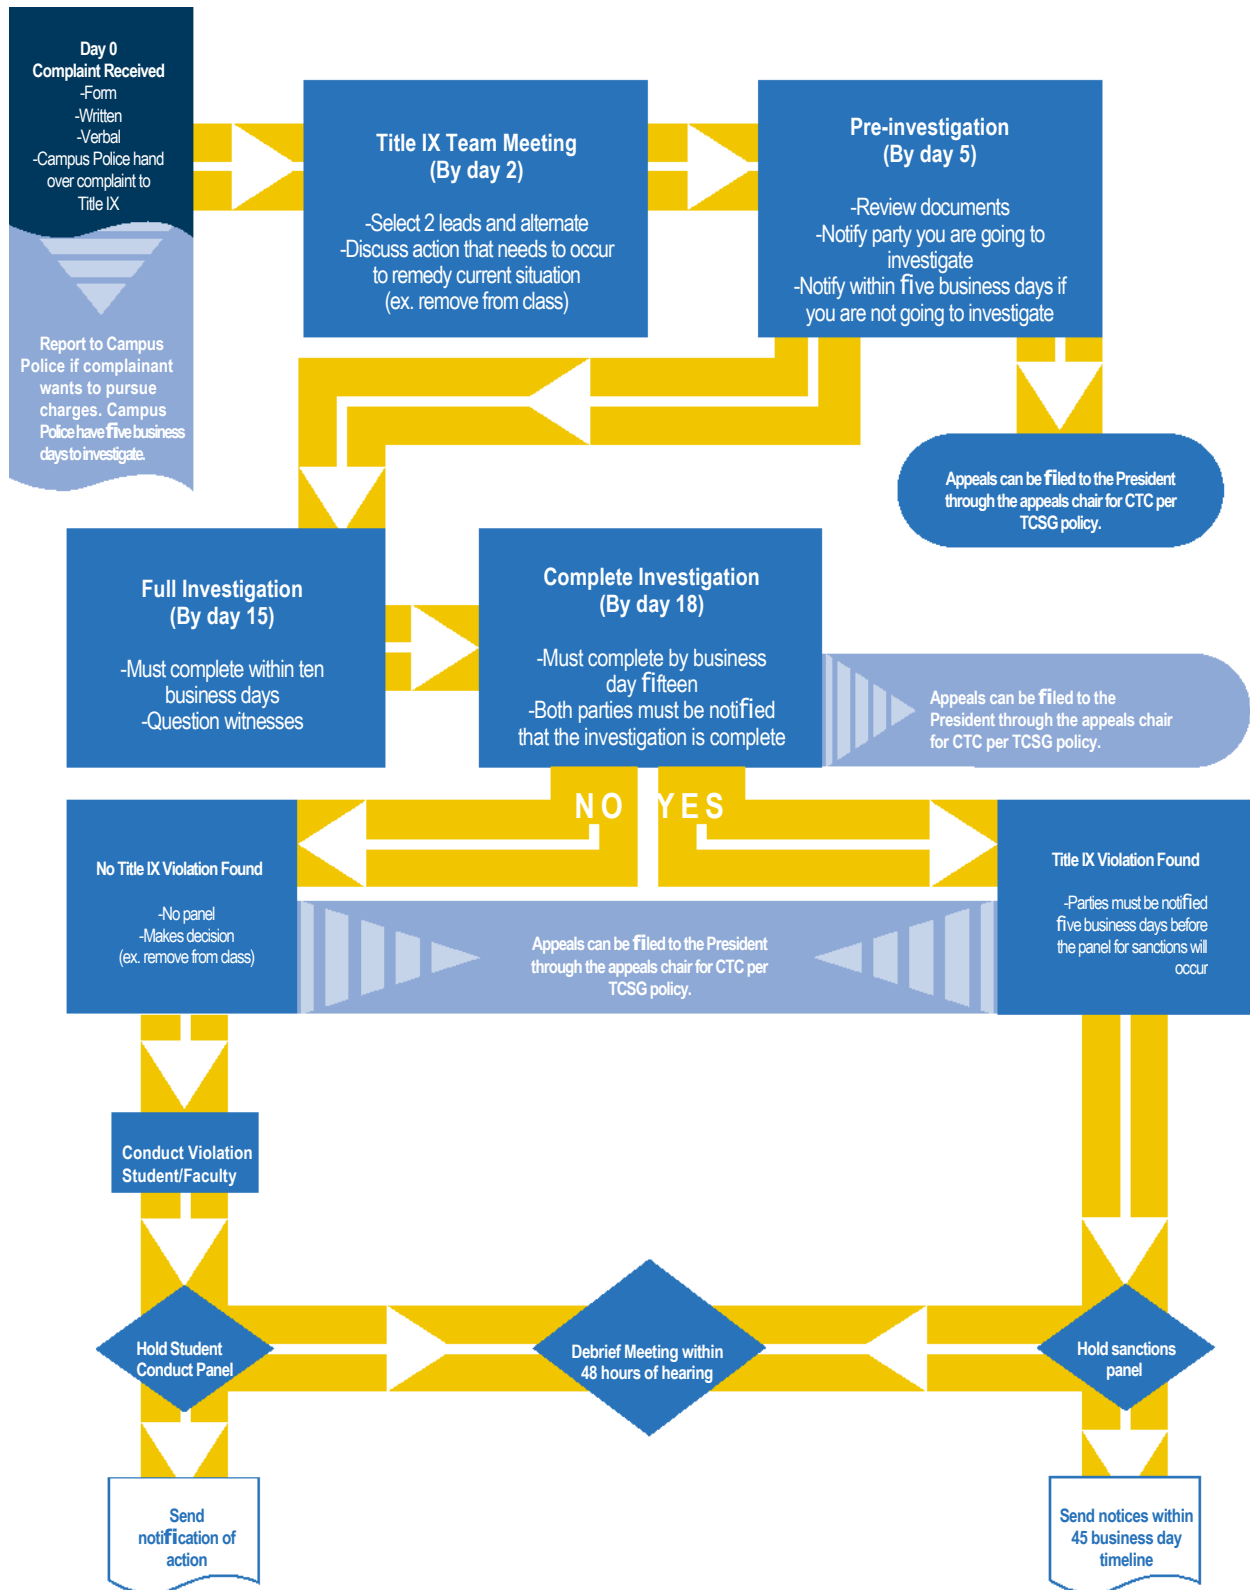 Day 0
Complaint Received
-Form
-Written
-Verbal
-Campus Police hand
over complaint to
Title IX
Report to Campus
Police if complainant
wants to pursue
charges. Campus
Police have five business
days to investigate.
Title IX Team Meeting
(By day 2)
-Select 2 leads and alternate
-Discuss action that needs to occur
to remedy current situation
(ex. remove from class)
Pre-investigation
(By day 5)
-Review documents
-Notify party you are going to
investigate
-Notify within five business days if
you are not going to investigate
Appeals can be filed to the President
through the appeals chair for CTC per
TCSG policy.
Full Investigation
(By day 15)
-Must complete within ten
business days
-Question witnesses
Complete Investigation
(By day 18)
-Must complete by business
day fifteen
-Both parties must be notified
that the investigation is complete
Appeals can be filed to the
President through the appeals chair
for CTC per TCSG policy.
NO YES
No Title IX Violation Found
-No panel
-Makes decision
(ex. remove from class)
Appeals can be filed to the President
through the appeals chair for CTC per
TCSG policy.
Title IX Violation Found
-Parties must be notified
five business days before
the panel for sanctions will
occur
Conduct Violation
Student/Faculty
Hold Student
Conduct Panel
Debrief Meeting within
48 hours of hearing
Hold sanctions
panel
Send
notification of
action
Send notices within
45 business day
timeline